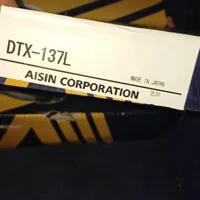 DTX-137L
MADE IN JAPAN
AISIN CORPORATION